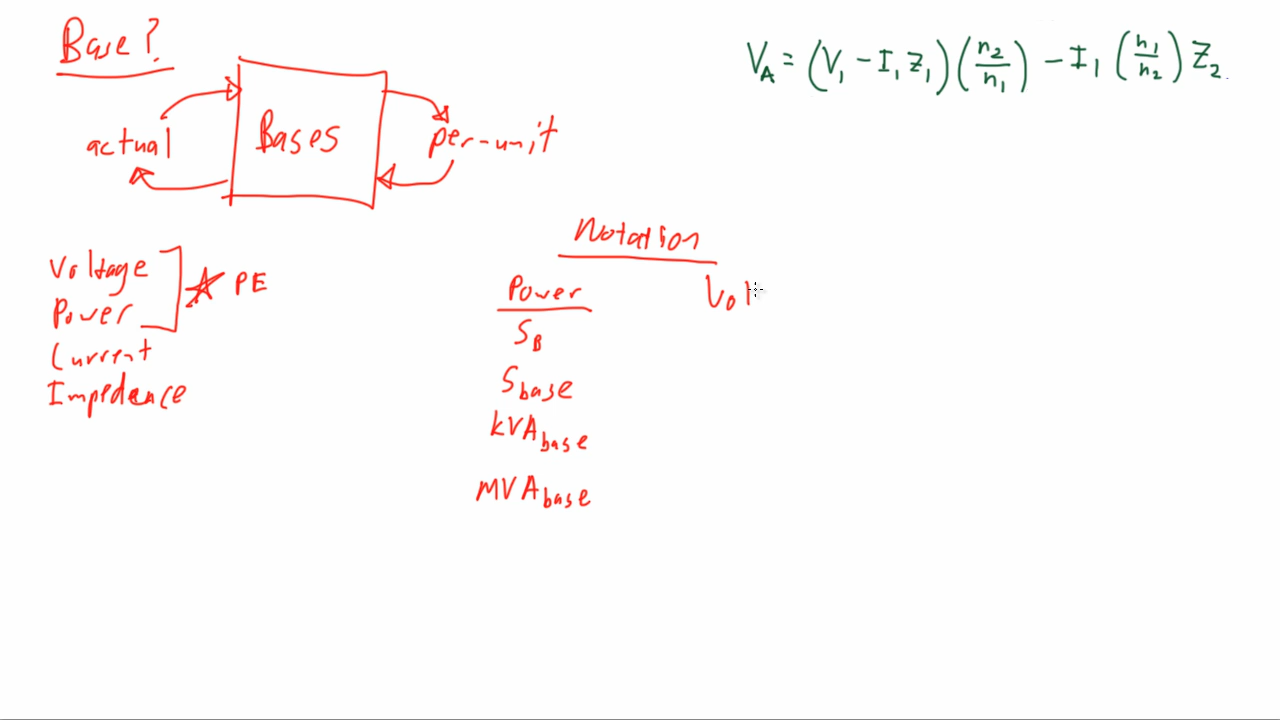 Base?
V_A = (V_1 - I_1 Z_1) (n_2/n_1) - I_1 (n_1/n_2) Z_2
actual
Bases
per-unit
Voltage
Power
PE
Current
Impedence
Notation
Power
S_B
S_base
kVA_base
MVA_base
Vol